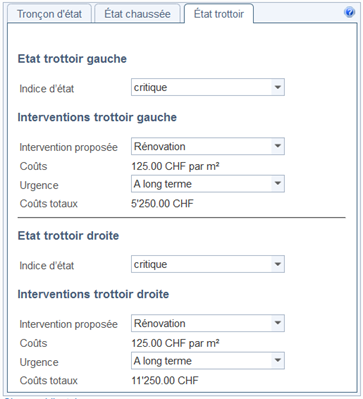 Tronçon d'état État chaussée État trottoir
Etat trottoir gauche
Indice d'état critique
Interventions trottoir gauche
Intervention proposée Rénovation
Coûts 125.00 CHF par m²
Urgence A long terme
Coûts totaux 5'250.00 CHF
Etat trottoir droite
Indice d'état critique
Interventions trottoir droite
Intervention proposée Rénovation
Coûts 125.00 CHF par m²
Urgence A long terme
Coûts totaux 11'250.00 CHF